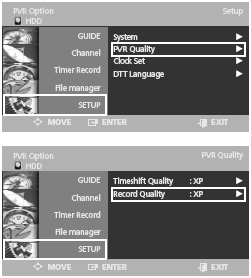 PVR Option Setup
HDD
GUIDE System
PVR Quality
Channel Clock Set
Timer Record DTT Language
File manager
SETUP
MOVE ENTER EXIT
PVR Option PVR Quality
HDD
GUIDE Timeshift Quality : XP
Channel Record Quality : XP
Timer Record
File manager
SETUP
MOVE ENTER EXIT